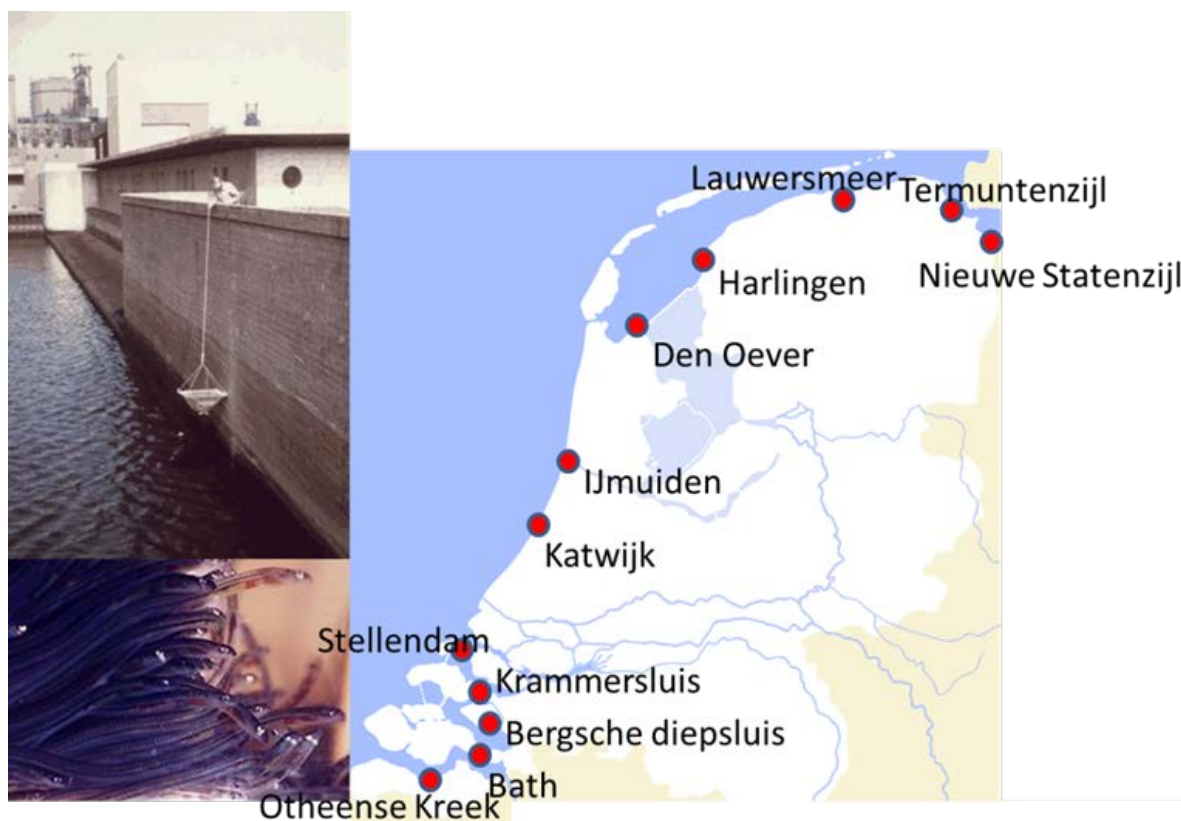 Lauwersmeer
Termuntenzijl
Nieuwe Statenzijl
Harlingen
Den Oever
IJmuiden
Katwijk
Stellendam
Krammersluis
Bergsche diepsluis
Bath
Otheense Kreek